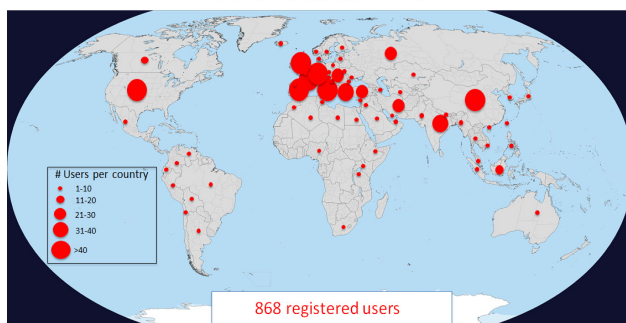 # Users per country
1-10
11-20
21-30
31-40
>40
868 registered users